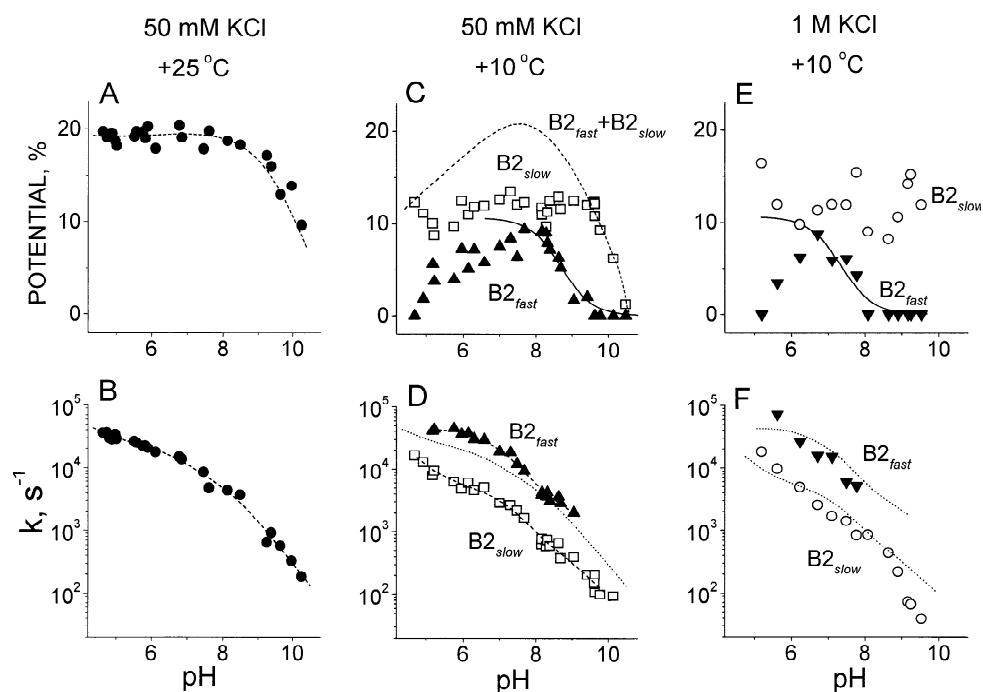 50 mM KCl
+25 °C
50 mM KCl
+10 °C
1 M KCl
+10 °C
A
C
E
POTENTIAL, %
20
10
0
6
8
10
20
10
0
6
8
10
B2fast+B2slow
B2slow
B2fast
20
10
0
6
8
10
B2slow
B2fast
B
D
F
k, s-1
10^5
10^4
10^3
10^2
6
8
10
pH
10^5
10^4
10^3
10^2
6
8
10
pH
B2fast
B2slow
10^5
10^4
10^3
10^2
6
8
10
pH
B2fast
B2slow